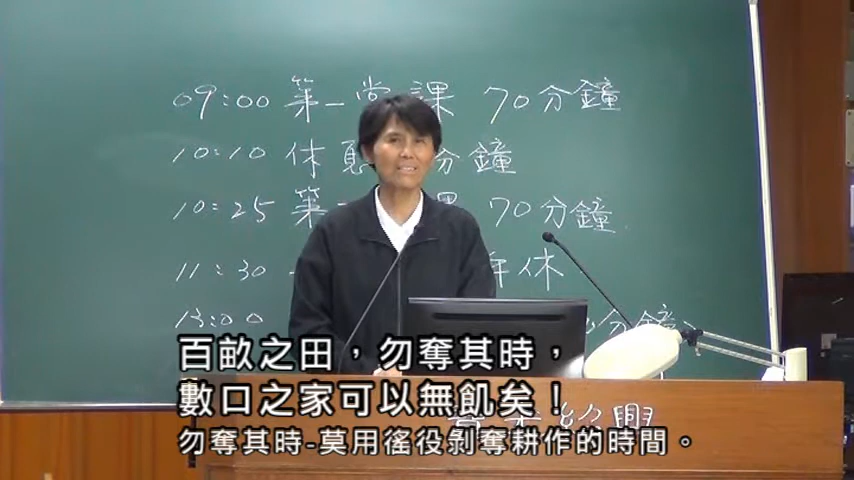 09:00 第一堂課 70分鐘
10:10 休息 分鐘
10:25 第 70分鐘
11:30 午休
13:00 分鐘
百畝之田，勿奪其時，
數口之家可以無飢矣！
勿奪其時-莫用徭役剝奪耕作的時間。